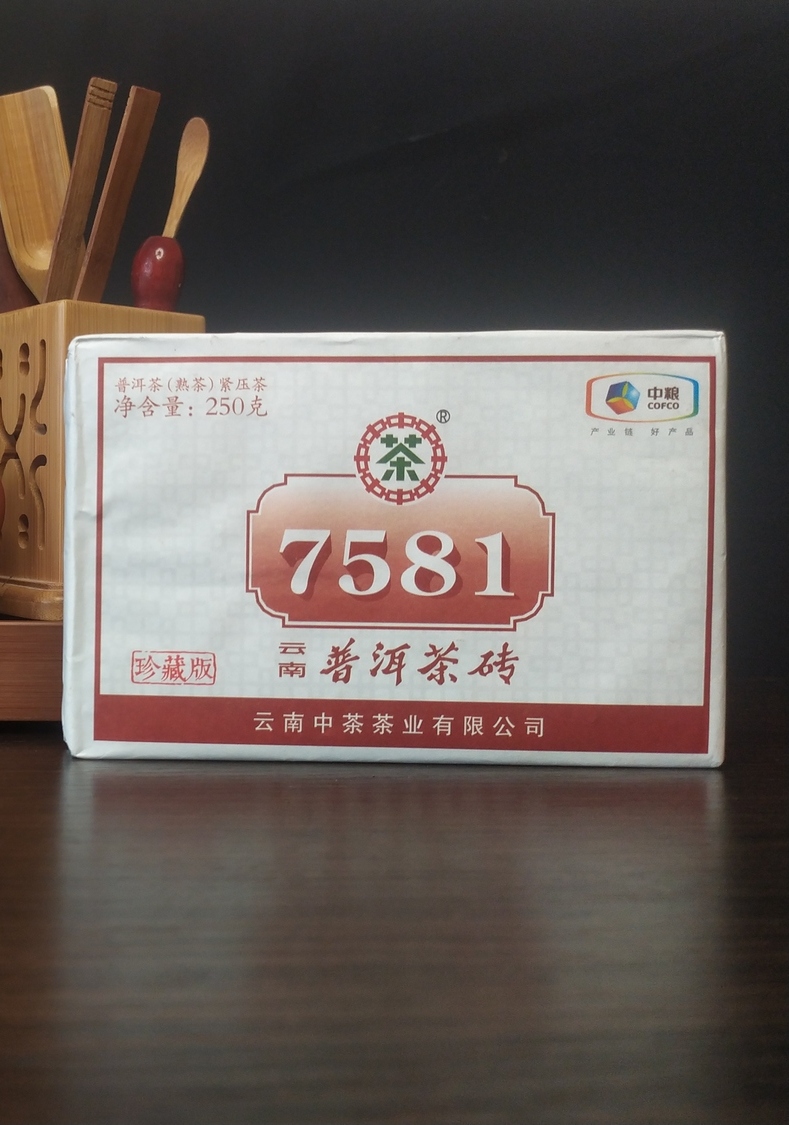 普洱茶(熟茶)紧压茶
净含量：250克
中粮
COFCO
产业链 好产品
茶
®
7581
云南
普洱茶砖
珍藏版
云南中茶茶业有限公司